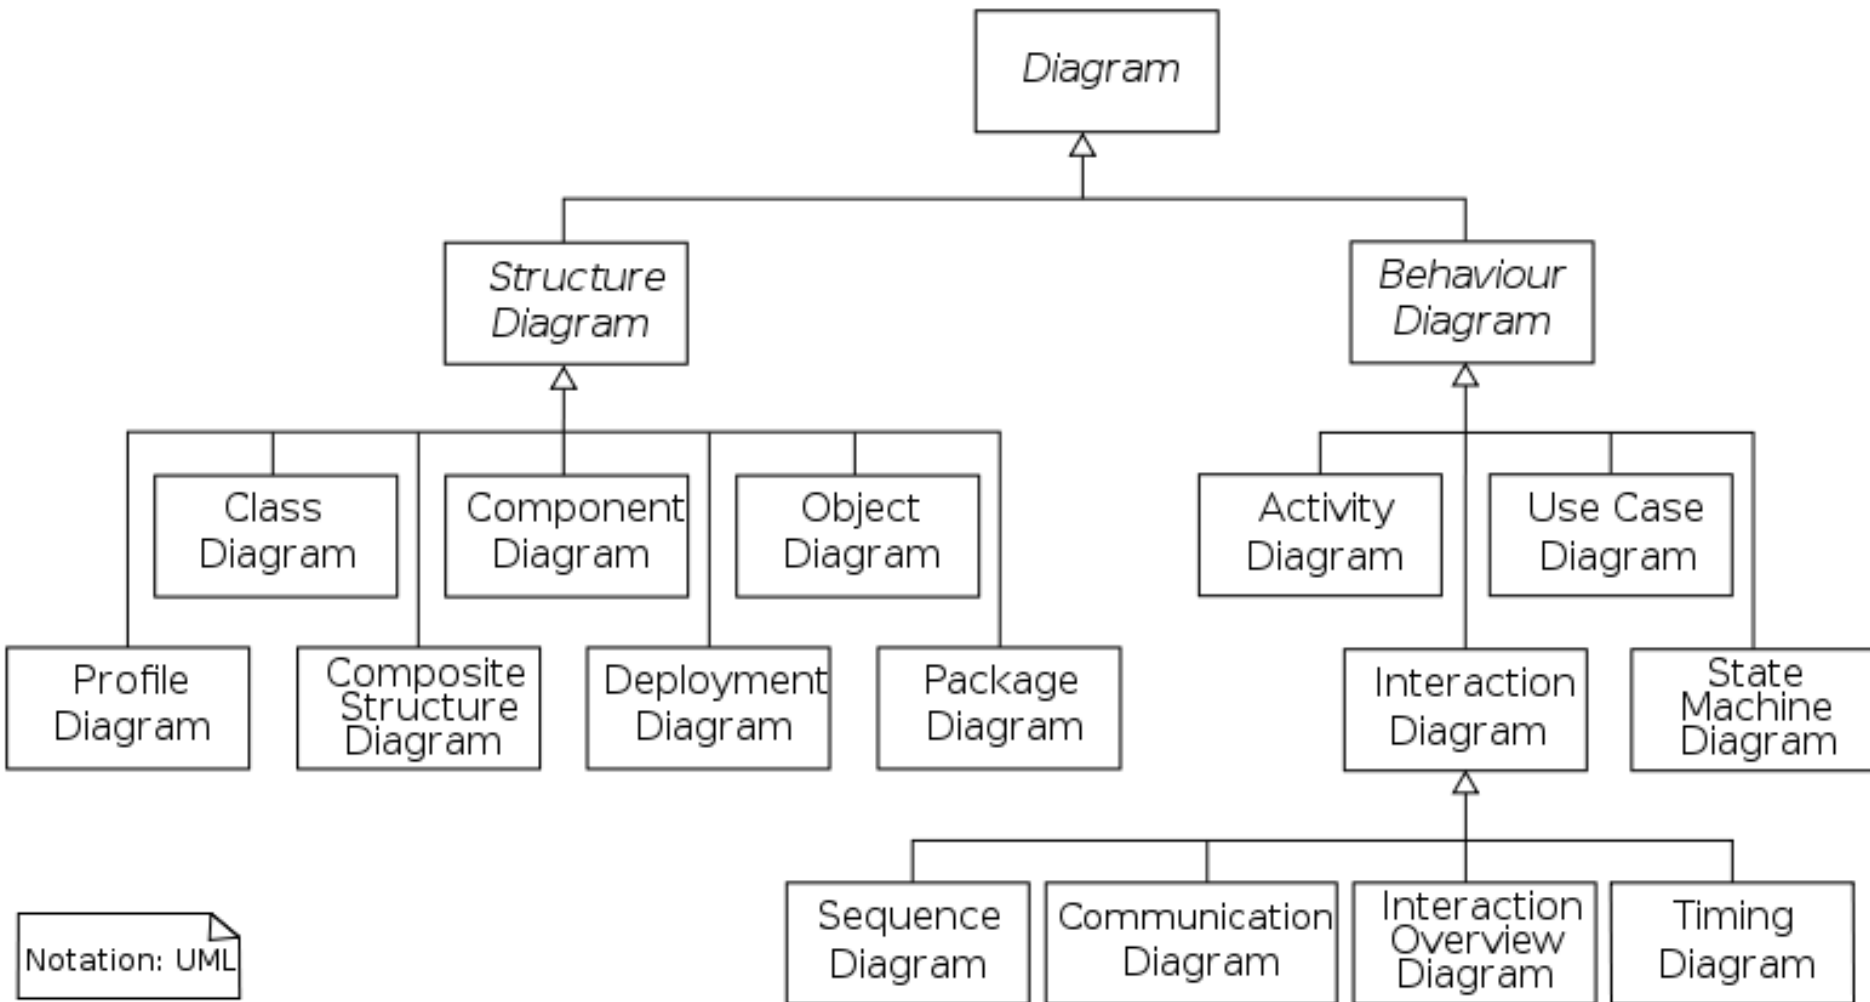 Diagram
Structure
Diagram
Behaviour
Diagram
Class
Diagram
Component
Diagram
Object
Diagram
Activity
Diagram
Use Case
Diagram
Profile
Diagram
Composite
Structure
Diagram
Deployment
Diagram
Package
Diagram
Interaction
Diagram
State
Machine
Diagram
Sequence
Diagram
Communication
Diagram
Interaction
Overview
Diagram
Timing
Diagram
Notation: UML